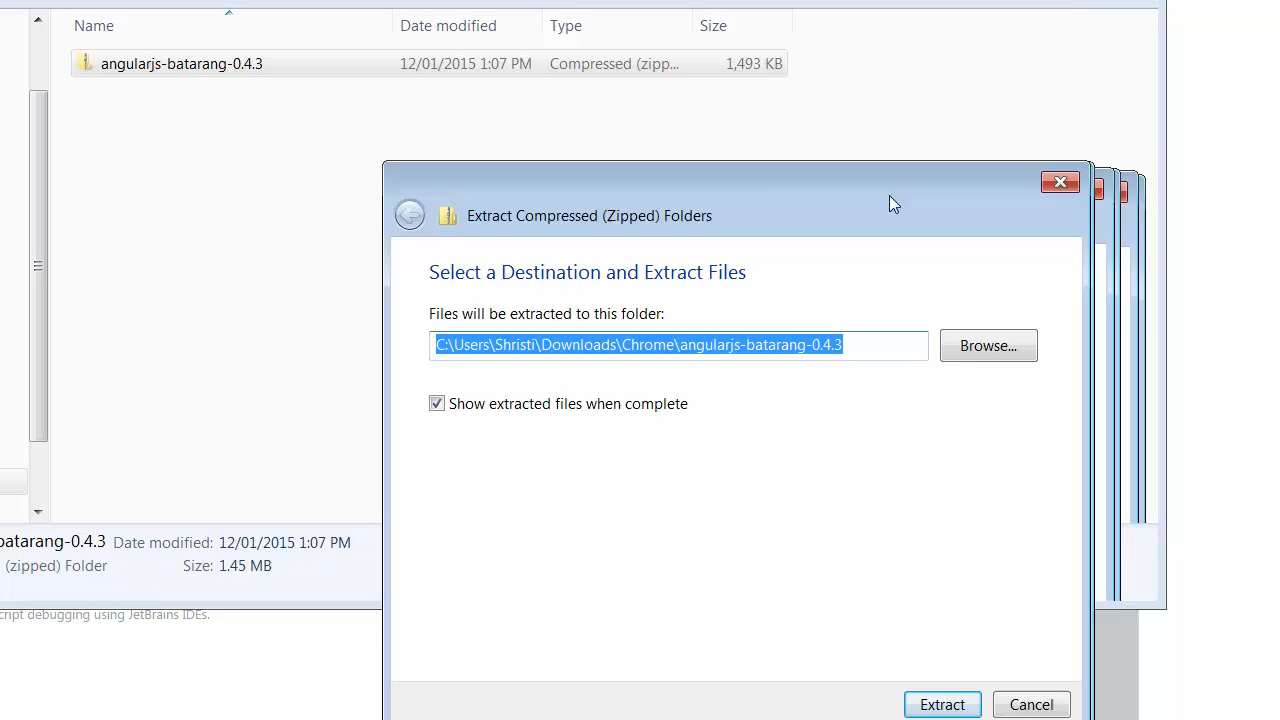 Name Date modified Type Size
angularjs-batarang-0.4.3 12/01/2015 1:07 PM Compressed (zipp... 1,493 KB
Extract Compressed (Zipped) Folders
Select a Destination and Extract Files
Files will be extracted to this folder:
C:\Users\Shristi\Downloads\Chrome\angularjs-batarang-0.4.3 Browse...
Show extracted files when complete
batarang-0.4.3 Date modified: 12/01/2015 1:07 PM
(zipped) Folder Size: 1.45 MB
cript debugging using JetBrains IDEs.
Extract Cancel